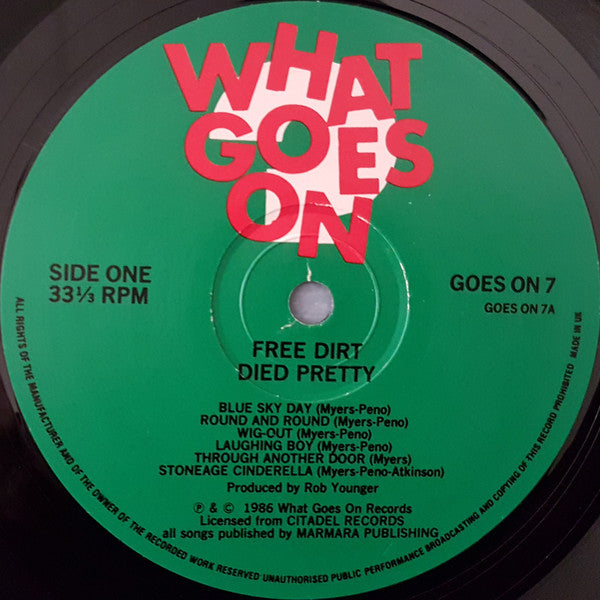 WHAT
GOES
ON
SIDE ONE
33⅓ RPM
GOES ON 7
GOES ON 7A
FREE DIRT
DIED PRETTY
BLUE SKY DAY (Myers-Peno)
ROUND AND ROUND (Myers-Peno)
WIG-OUT (Myers-Peno)
LAUGHING BOY (Myers-Peno)
THROUGH ANOTHER DOOR (Myers)
STONEAGE CINDERELLA (Myers-Peno-Atkinson)
Produced by Rob Younger
℗ & © 1986 What Goes On Records
Licensed from CITADEL RECORDS
all songs published by MARMARA PUBLISHING
ALL RIGHTS OF THE MANUFACTURER AND OF THE OWNER OF THE RECORDED WORK RESERVED UNAUTHORISED PUBLIC PERFORMANCE BROADCASTING AND COPYING OF THIS RECORD PROHIBITED MADE IN UK